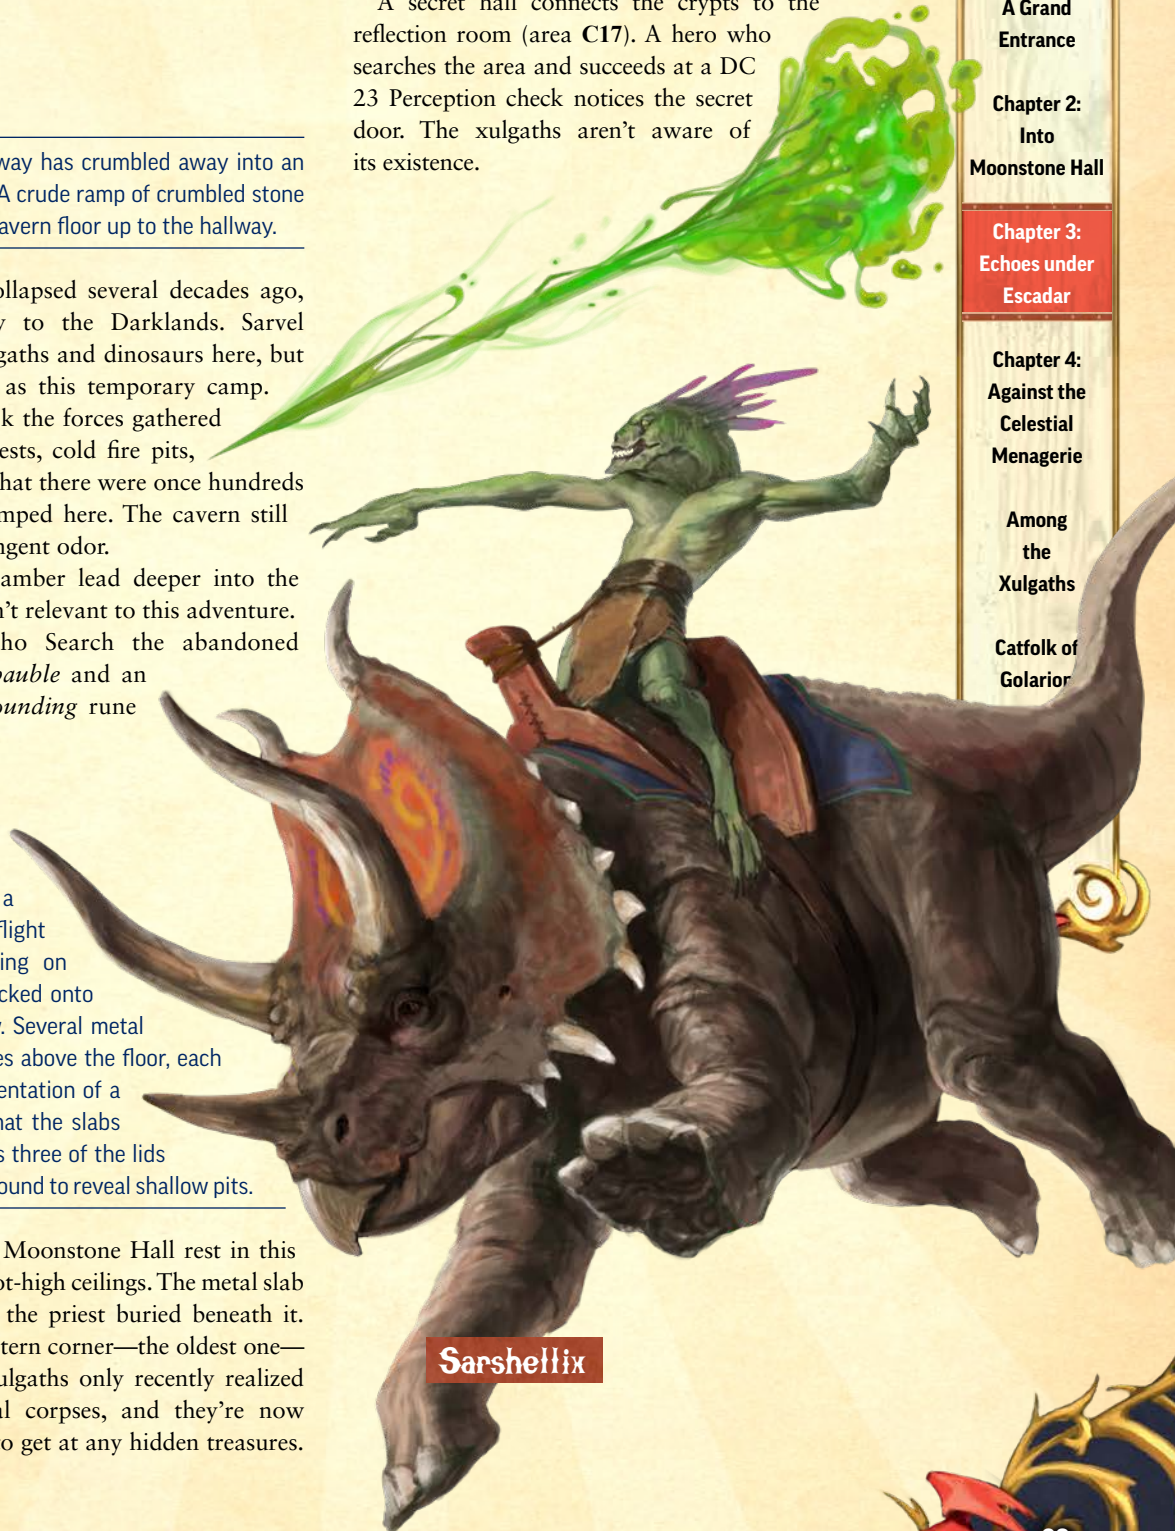 way has crumbled away into an
A crude ramp of crumbled stone
avern floor up to the hallway.
ollapsed several decades ago,
y to the Darklands. Sarvel
gaths and dinosaurs here, but
as this temporary camp.
k the forces gathered
ests, cold fire pits,
hat there were once hundreds
mped here. The cavern still
ngent odor.
amber lead deeper into the
n't relevant to this adventure.
ho Search the abandoned
bauble and an
ounding rune
a
flight
ing on
cked onto
. Several metal
es above the floor, each
entation of a
hat the slabs
s three of the lids
ound to reveal shallow pits.
Moonstone Hall rest in this
ot-high ceilings. The metal slab
the priest buried beneath it.
tern corner—the oldest one—
ulgaths only recently realized
al corpses, and they're now
o get at any hidden treasures.
A secret hall connects the crypts to the
reflection room (area C17). A hero who
searches the area and succeeds at a DC
23 Perception check notices the secret
door. The xulgaths aren't aware of
its existence.
Sarshellix
A Grand
Entrance
Chapter 2:
Into
Moonstone Hall
Chapter 3:
Echoes under
Escadar
Chapter 4:
Against the
Celestial
Menagerie
Among
the
Xulgaths
Catfolk of
Golarion